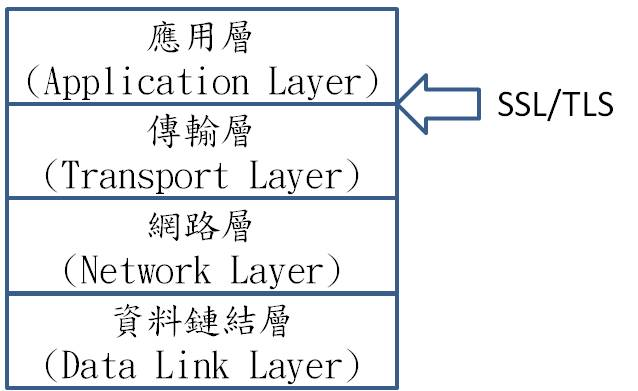 應用層
(Application Layer)
SSL/TLS
傳輸層
(Transport Layer)
網路層
(Network Layer)
資料鏈結層
(Data Link Layer)